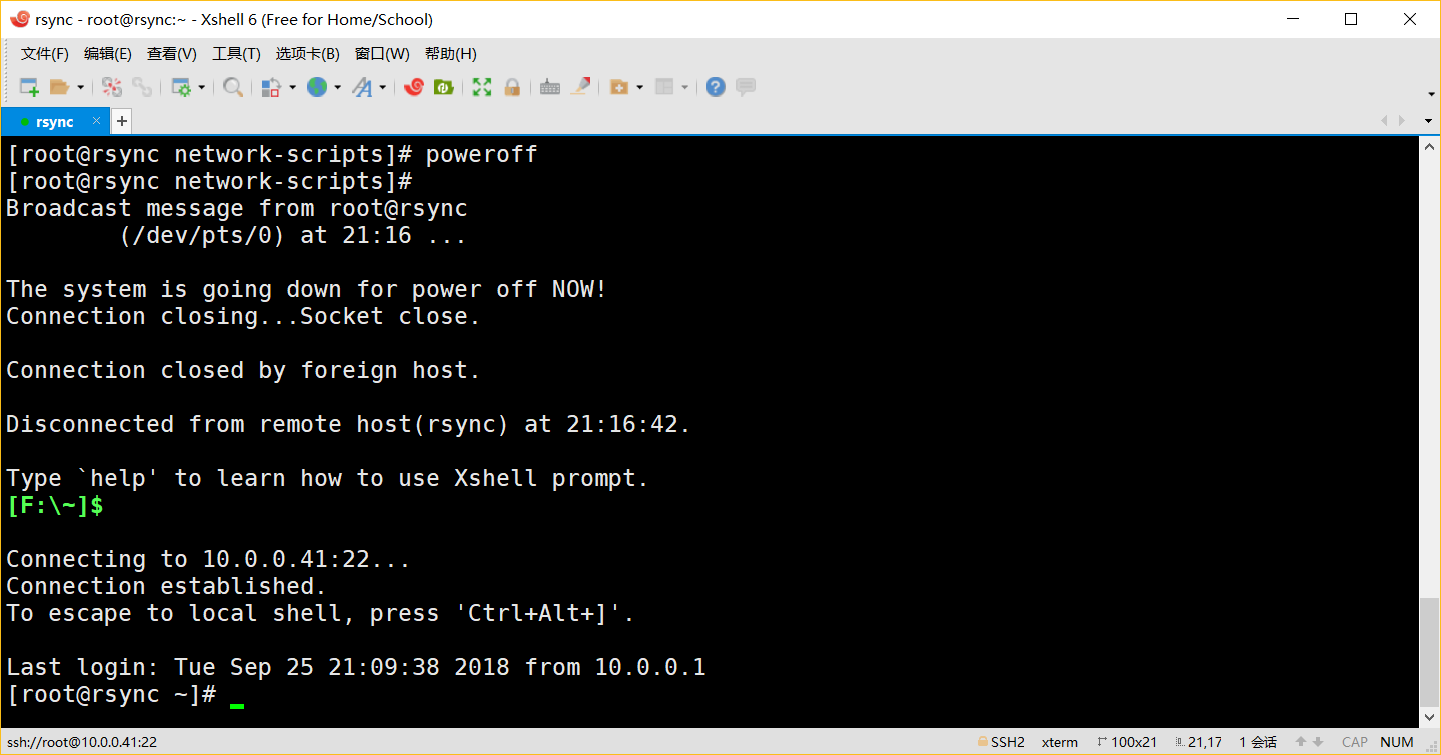 rsync - root@rsync:~ - Xshell 6 (Free for Home/School)
文件(F) 编辑(E) 查看(V) 工具(T) 选项卡(B) 窗口(W) 帮助(H)
rsync
[root@rsync network-scripts]# poweroff
[root@rsync network-scripts]#
Broadcast message from root@rsync
(/dev/pts/0) at 21:16 ...
The system is going down for power off NOW!
Connection closing...Socket close.
Connection closed by foreign host.
Disconnected from remote host(rsync) at 21:16:42.
Type `help' to learn how to use Xshell prompt.
[F:\~]$
Connecting to 10.0.0.41:22...
Connection established.
To escape to local shell, press 'Ctrl+Alt+]'.
Last login: Tue Sep 25 21:09:38 2018 from 10.0.0.1
[root@rsync ~]#
ssh://root@10.0.0.41:22 SSH2 xterm 100x21 21,17 1 会话 CAP NUM